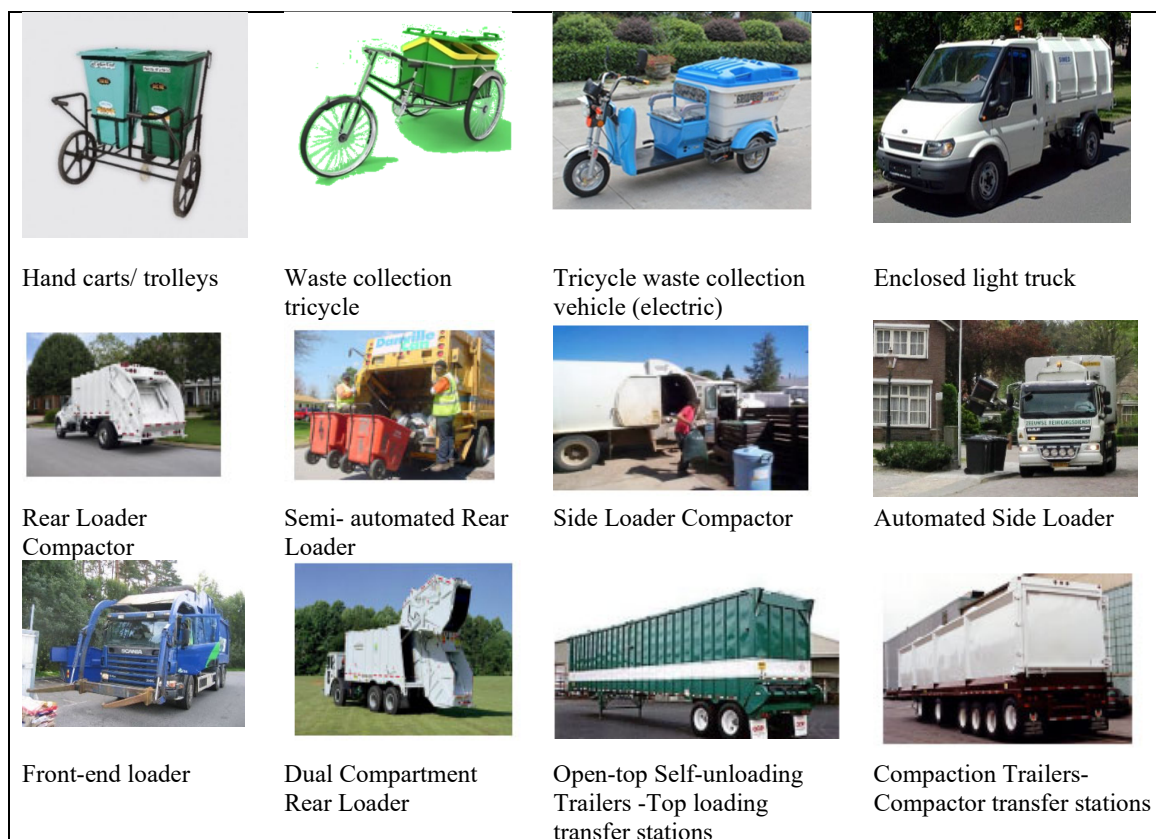 Hand carts/ trolleys
Waste collection
tricycle
Tricycle waste collection
vehicle (electric)
Enclosed light truck
Danville
Rear Loader
Compactor
Semi- automated Rear
Loader
Side Loader Compactor
Automated Side Loader
SCANIA
Front-end loader
Dual Compartment
Rear Loader
Open-top Self-unloading
Trailers -Top loading
transfer stations
Compaction Trailers-
Compactor transfer stations